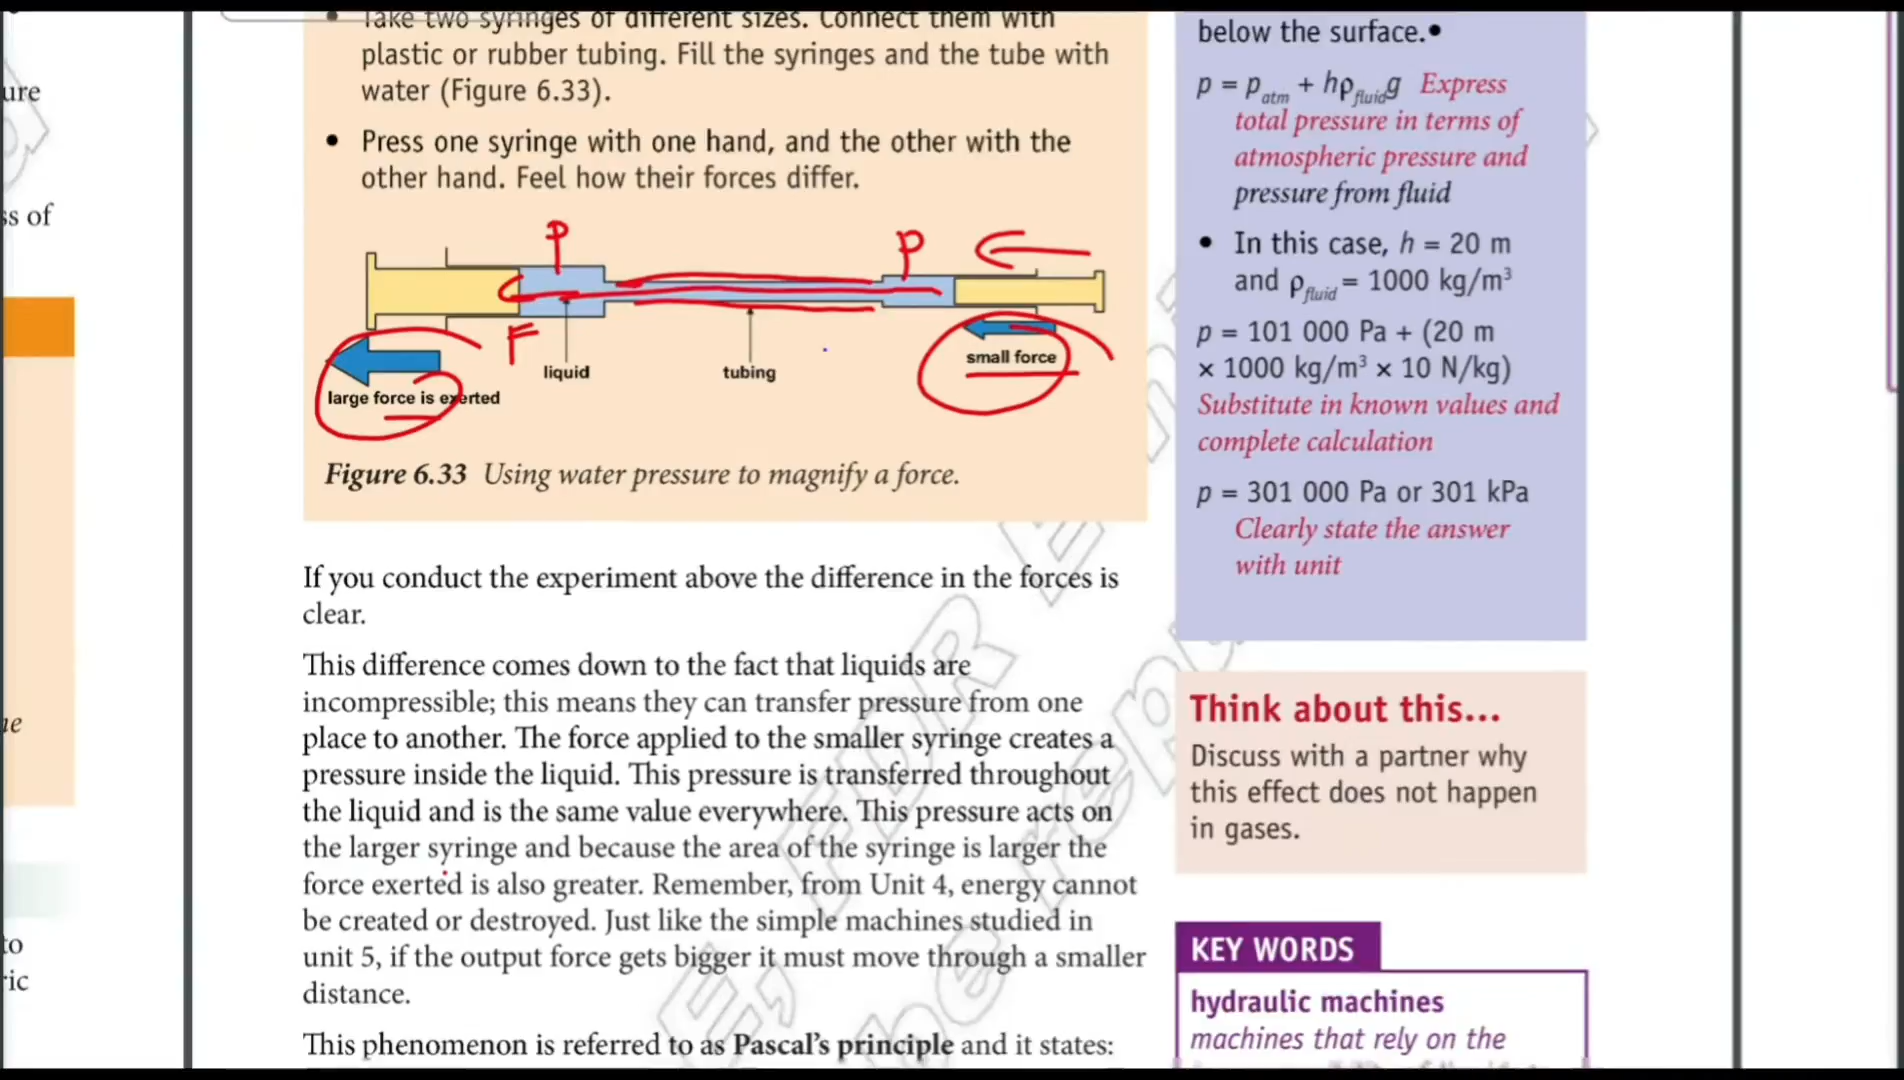 ure
ss of
to
ric
Take two syringes of different sizes. Connect them with
plastic or rubber tubing. Fill the syringes and the tube with
water (Figure 6.33).
• Press one syringe with one hand, and the other with the
other hand. Feel how their forces differ.
P
P
F
liquid
tubing
small force
large force is exerted
Figure 6.33 Using water pressure to magnify a force.
If you conduct the experiment above the difference in the forces is
clear.
This difference comes down to the fact that liquids are
incompressible; this means they can transfer pressure from one
place to another. The force applied to the smaller syringe creates a
pressure inside the liquid. This pressure is transferred throughout
the liquid and is the same value everywhere. This pressure acts on
the larger syringe and because the area of the syringe is larger the
force exerted is also greater. Remember, from Unit 4, energy cannot
be created or destroyed. Just like the simple machines studied in
unit 5, if the output force gets bigger it must move through a smaller
distance.
This phenomenon is referred to as Pascal's principle and it states:
below the surface.•
p = patm + hρfluidg Express
total pressure in terms of
atmospheric pressure and
pressure from fluid
• In this case, h = 20 m
and ρfluid = 1000 kg/m³
p = 101 000 Pa + (20 m
× 1000 kg/m³ × 10 N/kg)
Substitute in known values and
complete calculation
p = 301 000 Pa or 301 kPa
Clearly state the answer
with unit
Think about this...
Discuss with a partner why
this effect does not happen
in gases.
KEY WORDS
hydraulic machines
machines that rely on the